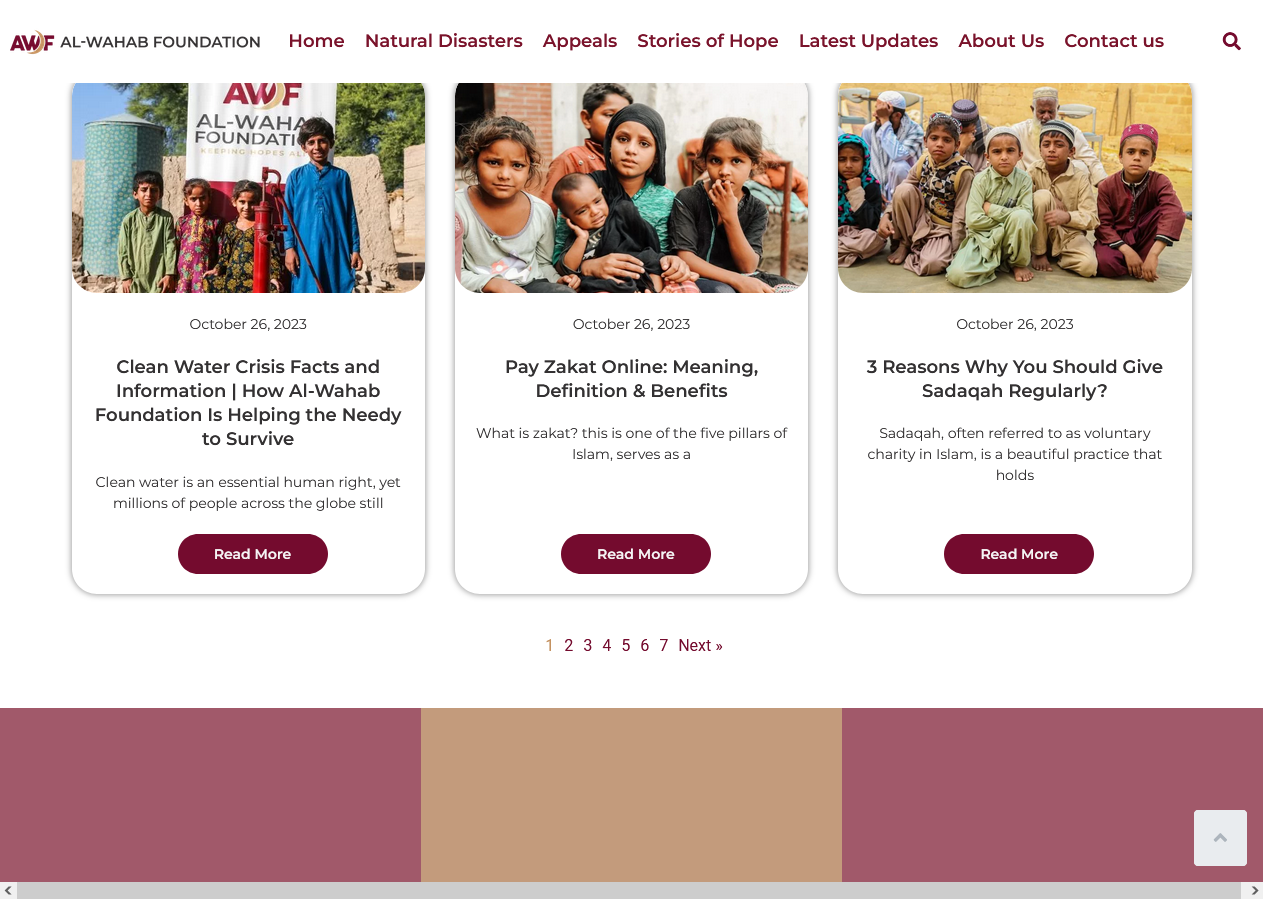 AWF AL-WAHAB FOUNDATION Home Natural Disasters Appeals Stories of Hope Latest Updates About Us Contact us
AWF
AL-WAHA
FOUNDATI
KEEPING HOPES ALI
October 26, 2023
Clean Water Crisis Facts and
Information | How Al-Wahab
Foundation Is Helping the Needy
to Survive
Clean water is an essential human right, yet
millions of people across the globe still
Read More
October 26, 2023
Pay Zakat Online: Meaning,
Definition & Benefits
What is zakat? this is one of the five pillars of
Islam, serves as a
Read More
October 26, 2023
3 Reasons Why You Should Give
Sadaqah Regularly?
Sadaqah, often referred to as voluntary
charity in Islam, is a beautiful practice that
holds
Read More
1 2 3 4 5 6 7 Next »